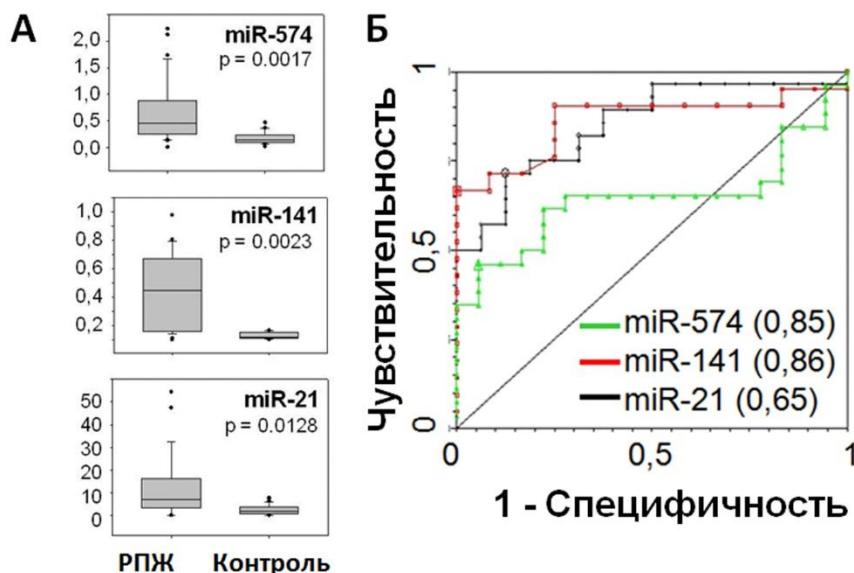 А
miR-574
p = 0.0017
2,0
1,5
1,0
0,5
0,0
miR-141
p = 0.0023
1,0
0,8
0,6
0,4
0,2
miR-21
p = 0.0128
50
40
30
20
10
0
РПЖ Контроль
Б
Чувствительность
1
0,5
0
miR-574 (0,85)
miR-141 (0,86)
miR-21 (0,65)
0 0,5 1
1 - Специфичность